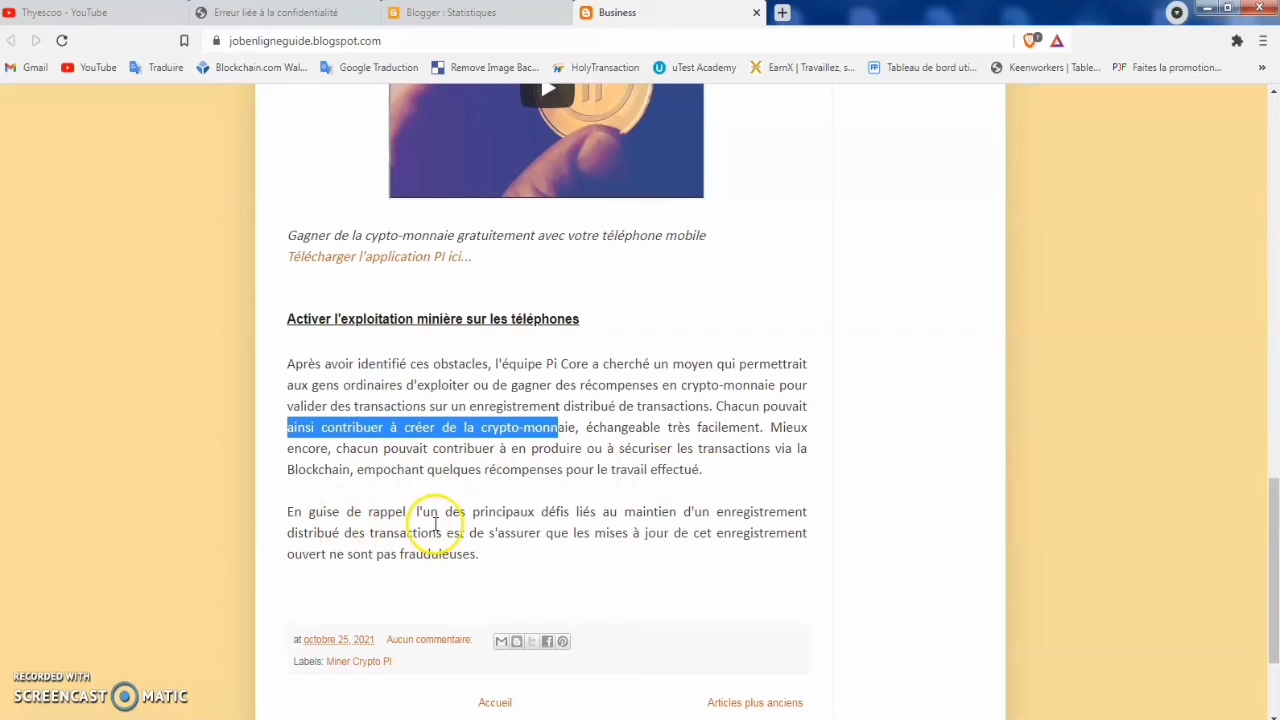 Thyescoo - YouTube
Erreur liée à la confidentialité
Blogger : Statistiques
Business
jobenligneguide.blogspot.com
7
Gmail
YouTube
Traduire
Blockchain.com Wal...
Google Traduction
Remove Image Bac...
HolyTransaction
uTest Academy
EarnX | Travaillez, s...
Tableau de bord uti...
Keenworkers | Table...
Faites la promotion...
Gagner de la cypto-monnaie gratuitement avec votre téléphone mobile
Télécharger l'application PI ici...
Activer l'exploitation minière sur les téléphones
Après avoir identifié ces obstacles, l'équipe Pi Core a cherché un moyen qui permettrait
aux gens ordinaires d'exploiter ou de gagner des récompenses en crypto-monnaie pour
valider des transactions sur un enregistrement distribué de transactions. Chacun pouvait
ainsi contribuer à créer de la crypto-monnaie, échangeable très facilement. Mieux
encore, chacun pouvait contribuer à en produire ou à sécuriser les transactions via la
Blockchain, empochant quelques récompenses pour le travail effectué.
En guise de rappel l'un des principaux défis liés au maintien d'un enregistrement
distribué des transactions est de s'assurer que les mises à jour de cet enregistrement
ouvert ne sont pas frauduleuses.
at octobre 25, 2021 Aucun commentaire:
Labels: Miner Crypto PI
Accueil
Articles plus anciens
RECORDED WITH
SCREENCAST MATIC